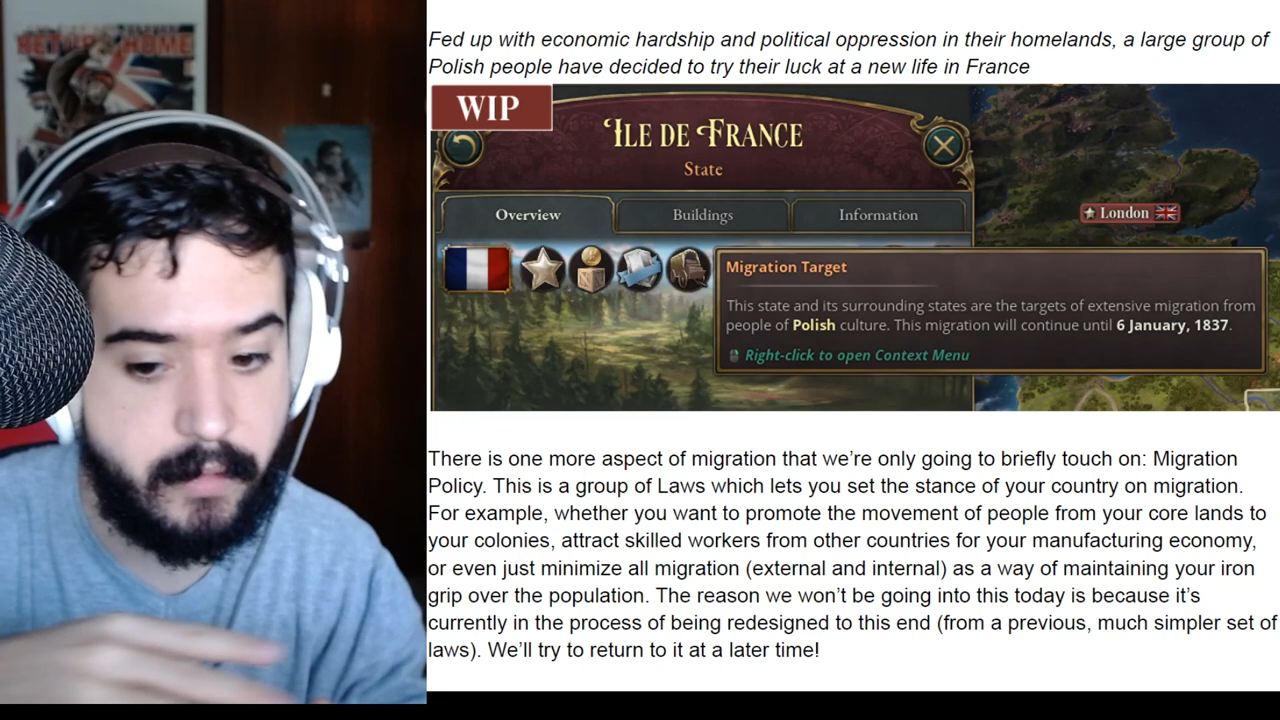 RETURN HOME
Fed up with economic hardship and political oppression in their homelands, a large group of
Polish people have decided to try their luck at a new life in France
WIP
ILE DE FRANCE
State
Overview
Buildings
Information
London
Migration Target
This state and its surrounding states are the targets of extensive migration from
people of Polish culture. This migration will continue until 6 January, 1837.
Right-click to open Context Menu
There is one more aspect of migration that we’re only going to briefly touch on: Migration
Policy. This is a group of Laws which lets you set the stance of your country on migration.
For example, whether you want to promote the movement of people from your core lands to
your colonies, attract skilled workers from other countries for your manufacturing economy,
or even just minimize all migration (external and internal) as a way of maintaining your iron
grip over the population. The reason we won’t be going into this today is because it’s
currently in the process of being redesigned to this end (from a previous, much simpler set of
laws). We’ll try to return to it at a later time!